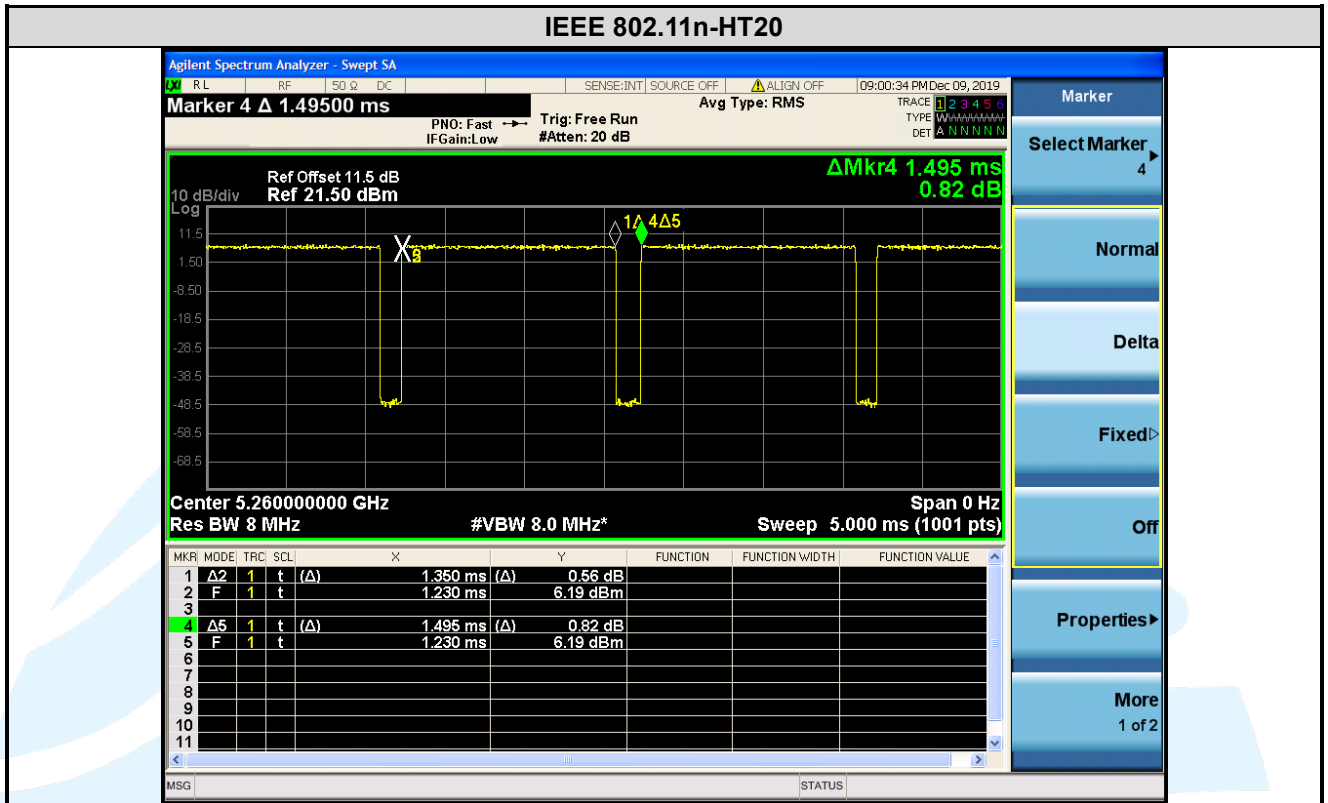 IEEE 802.11n-HT20
Agilent Spectrum Analyzer - Swept SA
LXI RL RF 50 Ω DC SENSE:INT SOURCE OFF ⚠ALIGN OFF 09:00:34 PM Dec 09, 2019
Marker 4 Δ 1.49500 ms
PNO: Fast
IFGain:Low
Trig: Free Run
#Atten: 20 dB
Avg Type: RMS
TRACE 1 2 3 4 5 6
TYPE W
DET A N N N N N
ΔMkr4 1.495 ms
0.82 dB
Ref Offset 11.5 dB
10 dB/div Ref 21.50 dBm
Log
11.5
1.50
-8.50
-18.5
-28.5
-38.5
-48.5
-58.5
-68.5
1Δ 4Δ5
Center 5.260000000 GHz Span 0 Hz
Res BW 8 MHz #VBW 8.0 MHz* Sweep 5.000 ms (1001 pts)
MKR MODE TRC SCL X Y FUNCTION FUNCTION WIDTH FUNCTION VALUE
1 Δ2 1 t (Δ) 1.350 ms (Δ) 0.56 dB
2 F 1 t 1.230 ms 6.19 dBm
3
4 Δ5 1 t (Δ) 1.495 ms (Δ) 0.82 dB
5 F 1 t 1.230 ms 6.19 dBm
6
7
8
9
10
11
MSG STATUS
Marker
Select Marker
4
Normal
Delta
Fixed
Off
Properties
More
1 of 2